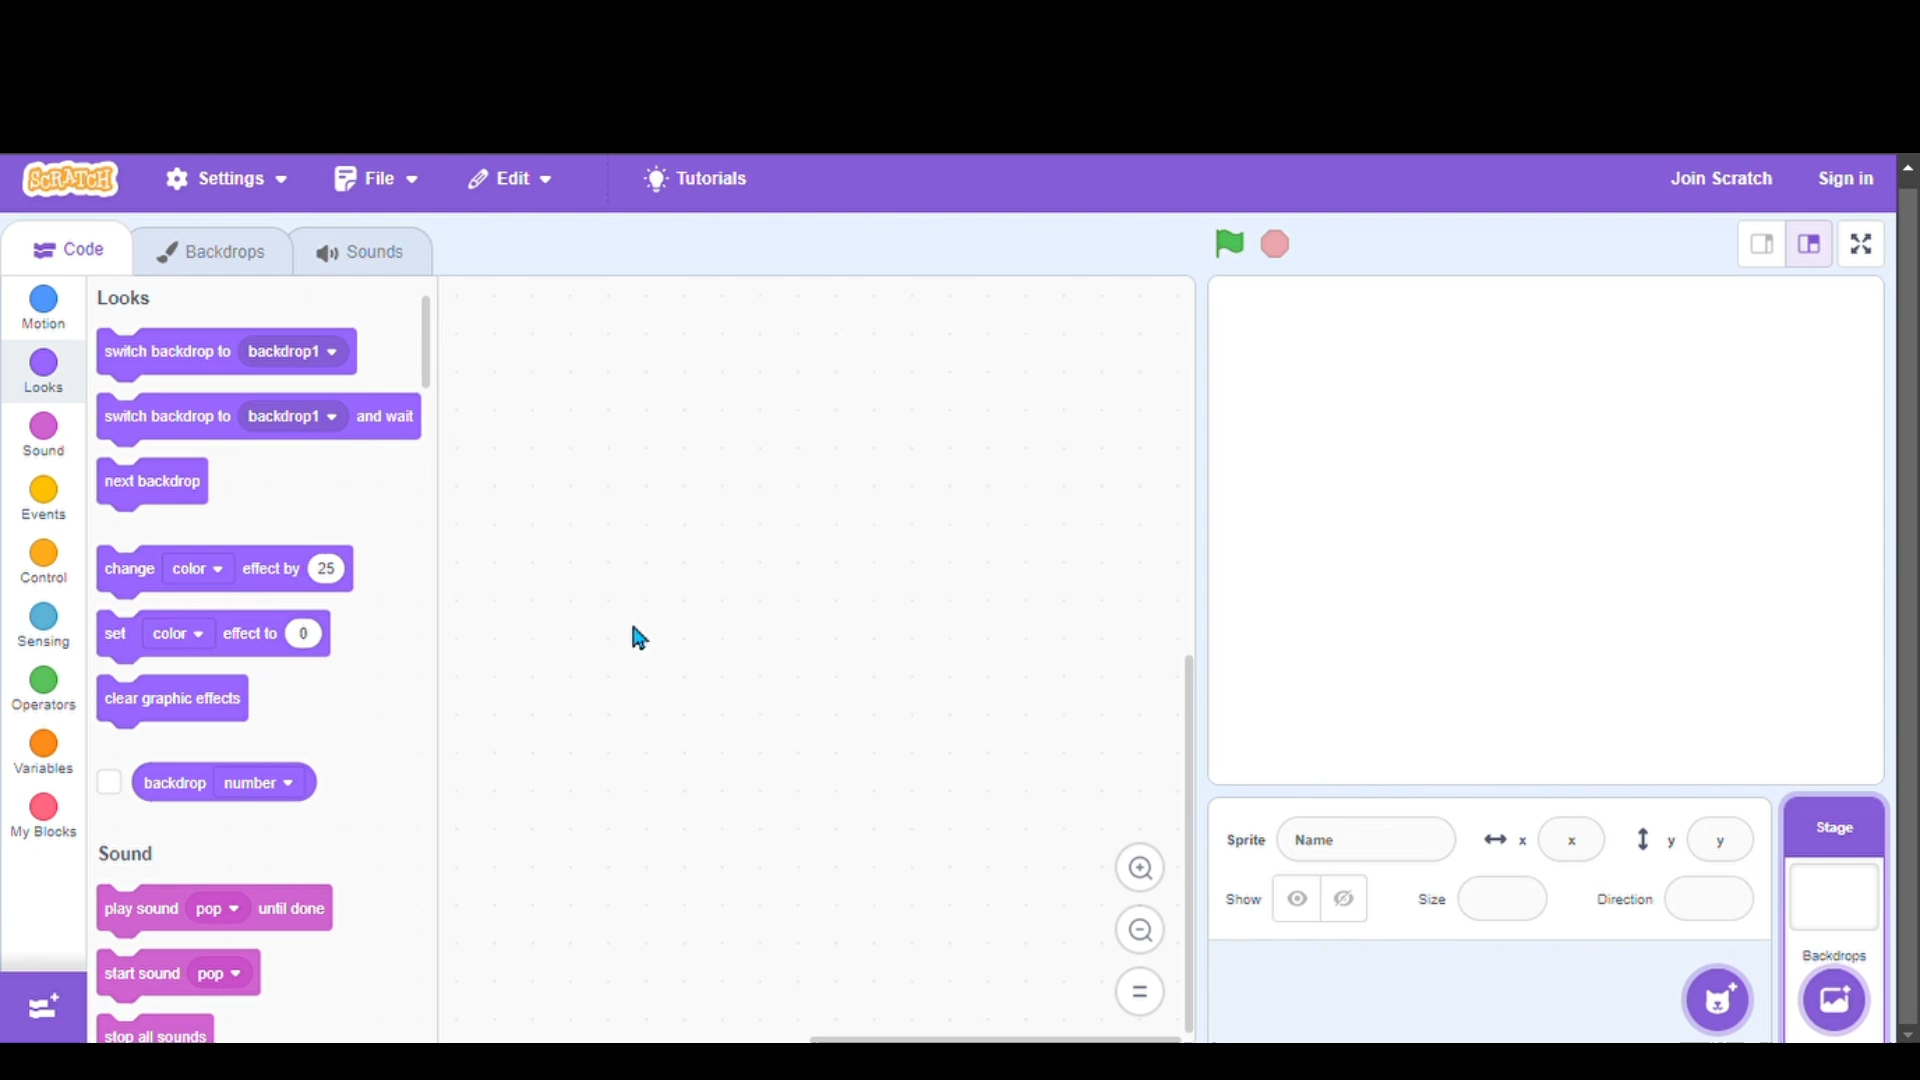 SCRATCH Settings File Edit Tutorials Join Scratch Sign in
Code Backdrops Sounds
Motion
Looks
Sound
Events
Control
Sensing
Operators
Variables
My Blocks
Looks
switch backdrop to backdrop1
switch backdrop to backdrop1 and wait
next backdrop
change color effect by 25
set color effect to 0
clear graphic effects
backdrop number
Sound
play sound pop until done
start sound pop
stop all sounds
Sprite Name x x y y
Show Size Direction
Stage
Backdrops